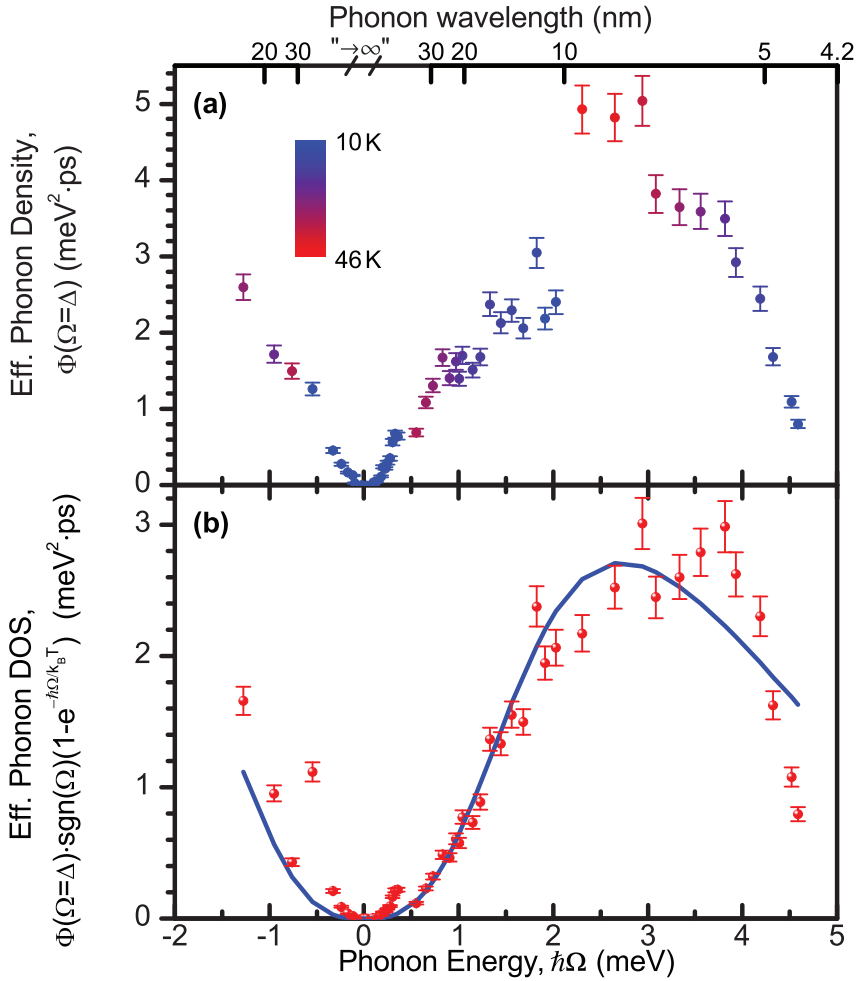 Phonon wavelength (nm)
20 30 "→∞" 30 20 10 5 4.2
(a)
10K
46K
5
4
3
2
1
0
Eff. Phonon Density,
Φ(Ω=Δ) (meV²·ps)
(b)
3
2
1
0
Eff. Phonon DOS,
Φ(Ω=Δ)·sgn(Ω)(1-e^-ħΩ/k_BT) (meV²·ps)
-2 -1 0 1 2 3 4 5
Phonon Energy, ħΩ (meV)